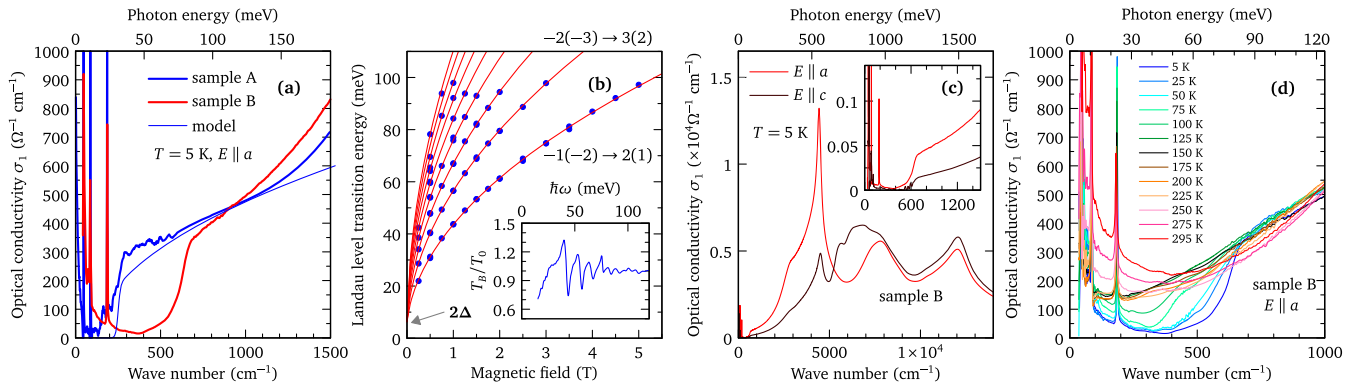 Photon energy (meV)
0 50 100 150
Optical conductivity σ₁ (Ω⁻¹ cm⁻¹)
1000
900
800
700
600
500
400
300
200
100
0
sample A
sample B
model
(a)
T = 5 K, E ∥ a
0 500 1000 1500
Wave number (cm⁻¹)
−2(−3) → 3(2)
Landau level transition energy (meV)
100
80
60
40
20
0
(b)
−1(−2) → 2(1)
ℏω (meV)
0 50 100
T_B/T_0
1.5
1.2
0.9
0.6
2Δ
0 1 2 3 4 5
Magnetic field (T)
Photon energy (meV)
0 500 1000 1500
Optical conductivity σ₁ (×10⁴Ω⁻¹ cm⁻¹)
1.5
1
0.5
0
E ∥ a
E ∥ c
T = 5 K
(c)
0.1
0.05
0
0 600 1200
sample B
0 5000 1×10⁴
Wave number (cm⁻¹)
Photon energy (meV)
0 20 40 60 80 100 120
Optical conductivity σ₁ (Ω⁻¹ cm⁻¹)
1000
900
800
700
600
500
400
300
200
100
0
5 K
25 K
50 K
75 K
100 K
125 K
150 K
175 K
200 K
225 K
250 K
275 K
295 K
(d)
sample B
E ∥ a
0 500 1000
Wave number (cm⁻¹)